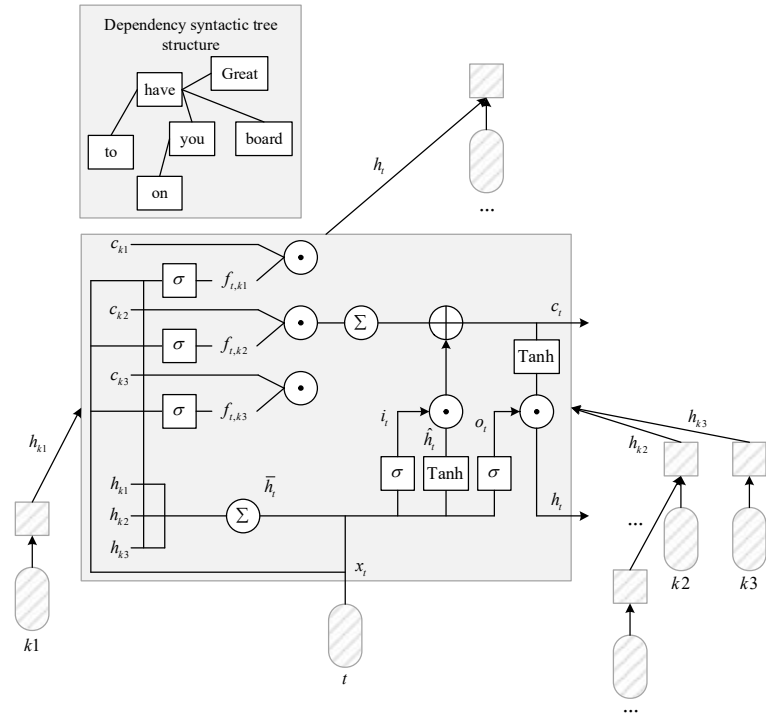 Dependency syntactic tree
structure
Great
have
to
you
board
on
h_t
...
c_{k1}
σ
f_{t,k1}
c_{k2}
Σ
c_t
σ
f_{t,k2}
Tanh
c_{k3}
σ
f_{t,k3}
i_t
ĥ_t
o_t
h_{k3}
h_{k1}
h_{k2}
σ
Tanh
σ
h_{k1}
h̅_t
h_{k2}
Σ
h_t
...
h_{k3}
x_t
k1
t
k2
k3
...